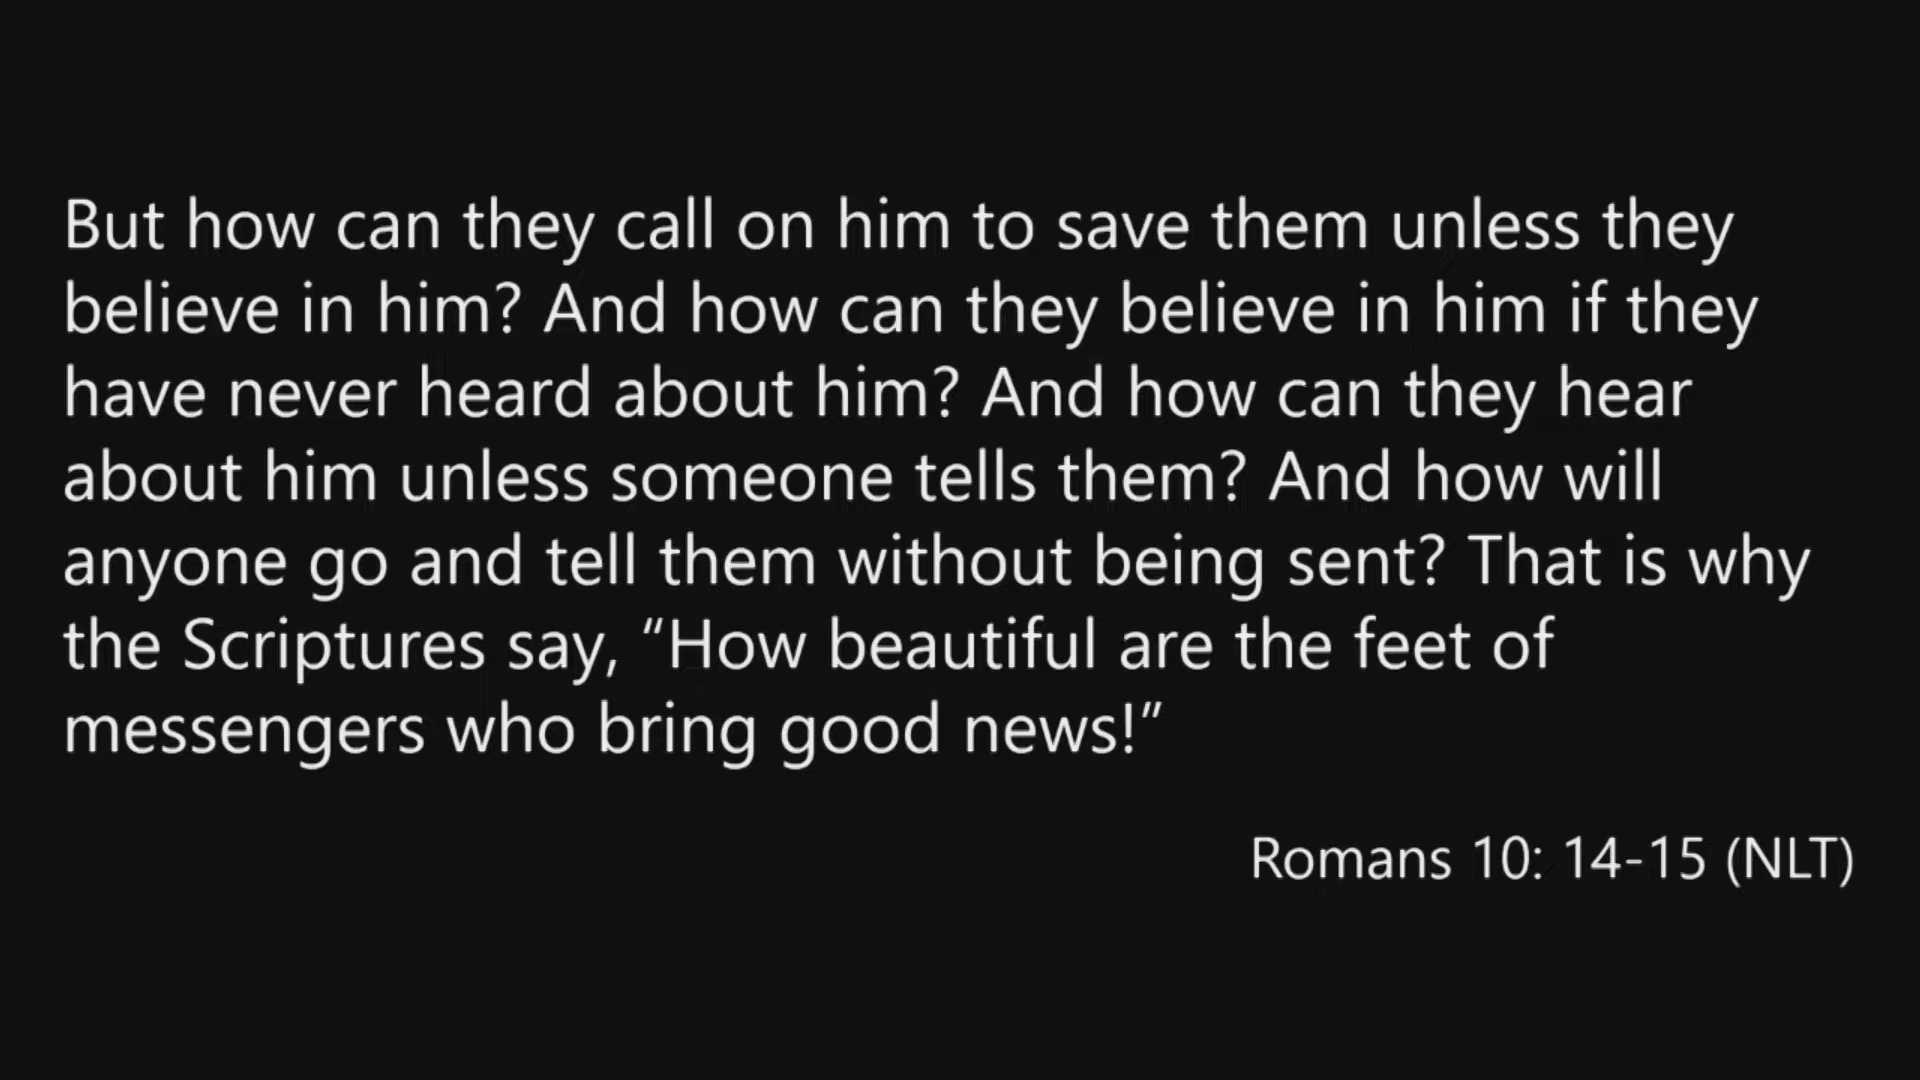 But how can they call on him to save them unless they
believe in him? And how can they believe in him if they
have never heard about him? And how can they hear
about him unless someone tells them? And how will
anyone go and tell them without being sent? That is why
the Scriptures say, “How beautiful are the feet of
messengers who bring good news!”
Romans 10: 14-15 (NLT)